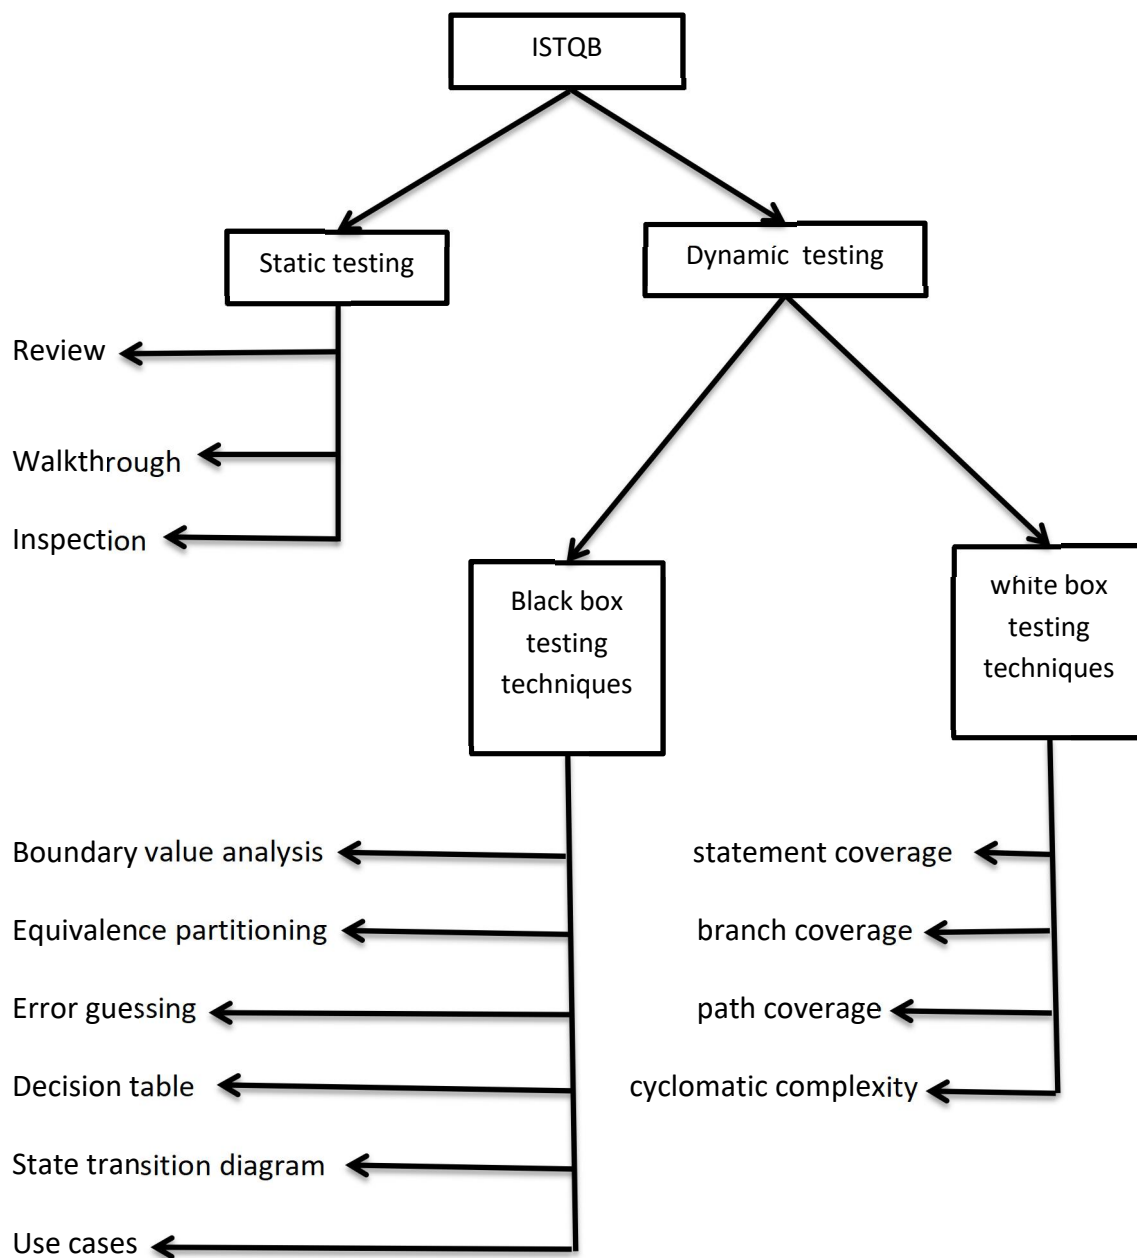 ISTQB
Static testing
Dynamic testing
Review
Walkthrough
Inspection
Black box
testing
techniques
white box
testing
techniques
Boundary value analysis
Equivalence partitioning
Error guessing
Decision table
State transition diagram
Use cases
statement coverage
branch coverage
path coverage
cyclomatic complexity